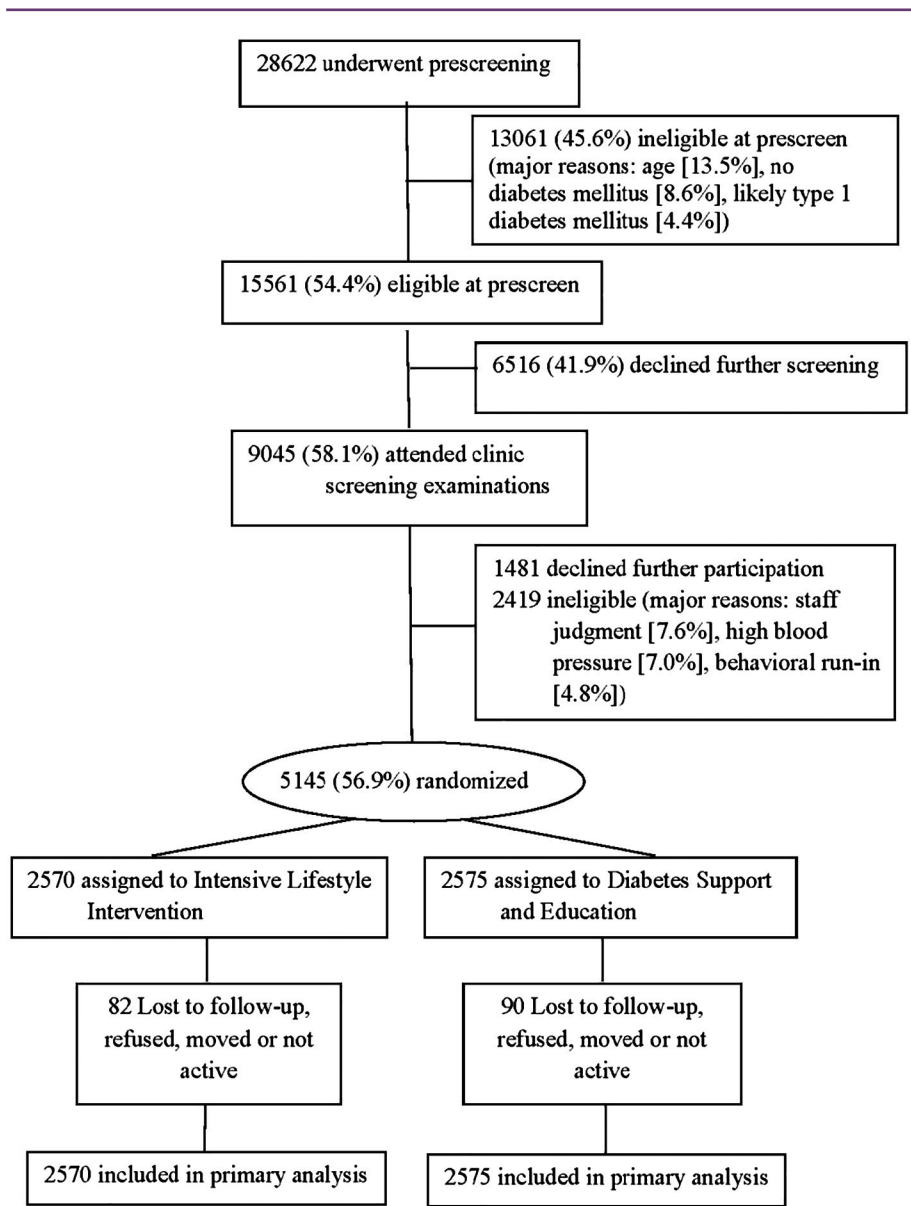 28622 underwent prescreening
13061 (45.6%) ineligible at prescreen
(major reasons: age [13.5%], no
diabetes mellitus [8.6%], likely type 1
diabetes mellitus [4.4%])
15561 (54.4%) eligible at prescreen
6516 (41.9%) declined further screening
9045 (58.1%) attended clinic
screening examinations
1481 declined further participation
2419 ineligible (major reasons: staff
judgment [7.6%], high blood
pressure [7.0%], behavioral run-in
[4.8%])
5145 (56.9%) randomized
2570 assigned to Intensive Lifestyle
Intervention
2575 assigned to Diabetes Support
and Education
82 Lost to follow-up,
refused, moved or not
active
90 Lost to follow-up,
refused, moved or not
active
2570 included in primary analysis
2575 included in primary analysis